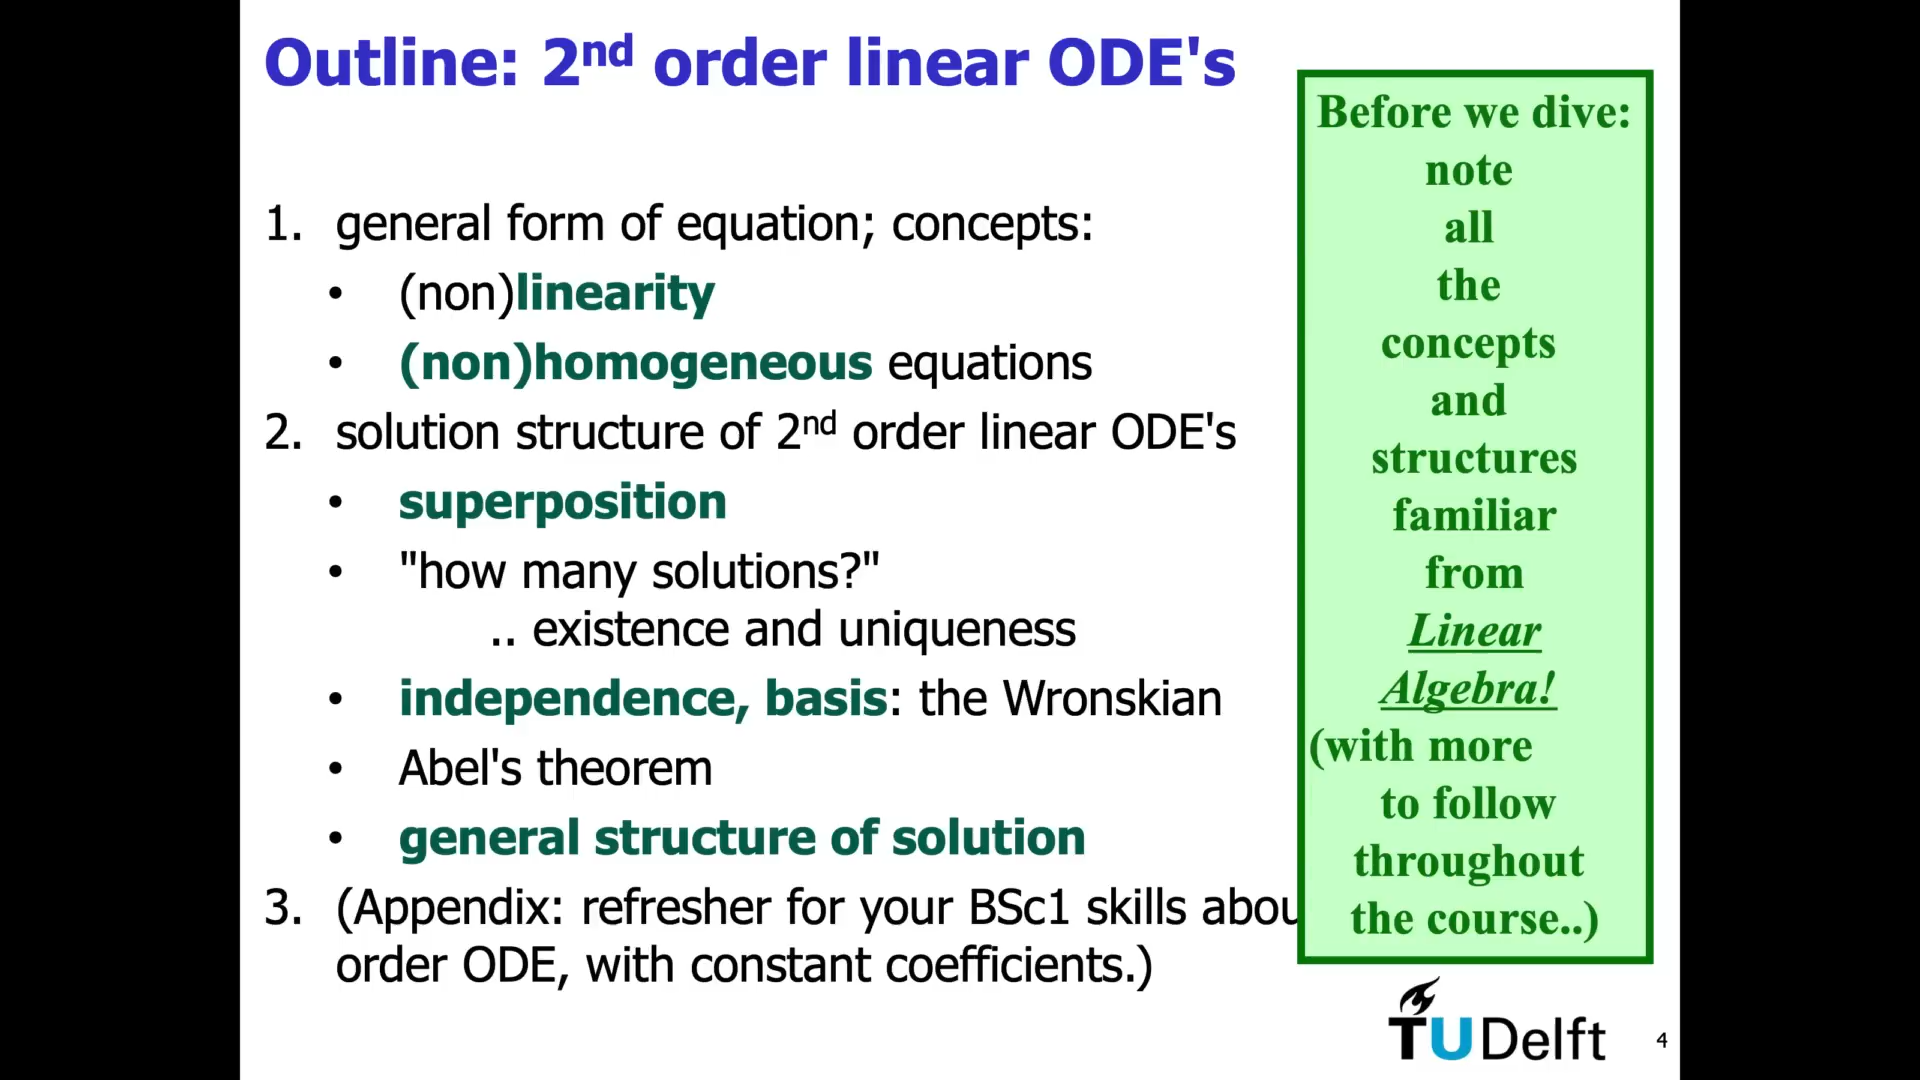 Outline: 2nd order linear ODE's
1. general form of equation; concepts:
• (non)linearity
• (non)homogeneous equations
2. solution structure of 2nd order linear ODE's
• superposition
• "how many solutions?"
.. existence and uniqueness
• independence, basis: the Wronskian
• Abel's theorem
• general structure of solution
3. (Appendix: refresher for your BSc1 skills abou
order ODE, with constant coefficients.)
Before we dive:
note
all
the
concepts
and
structures
familiar
from
Linear
Algebra!
(with more
to follow
throughout
the course..)
TUDelft
4